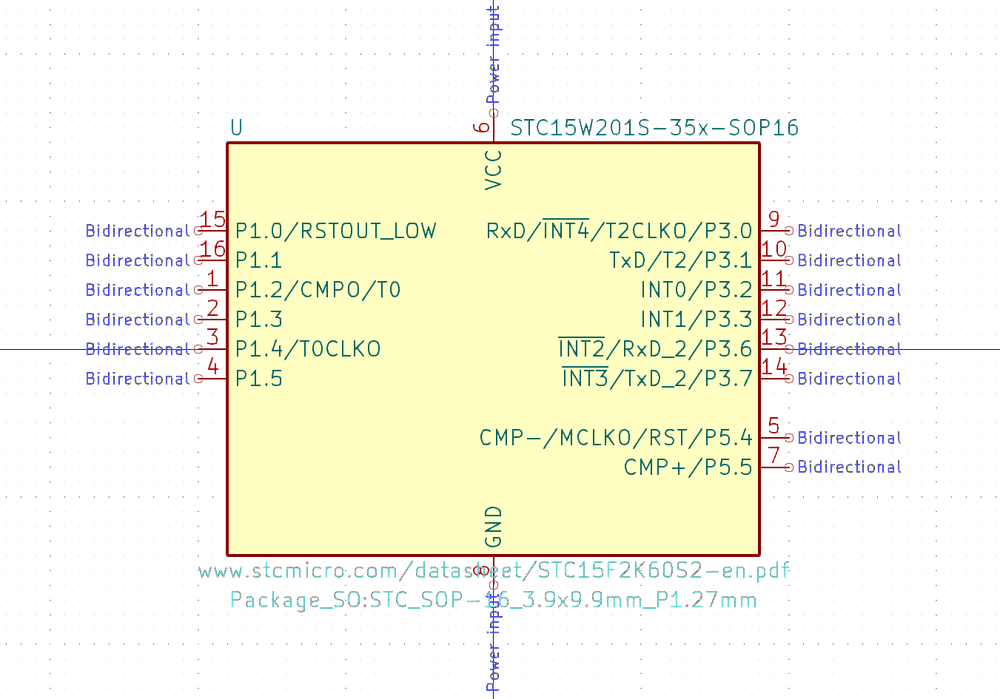 Power input
6
U STC15W201S-35x-SOP16
VCC
Bidirectional 15 P1.0/RSTOUT_LOW RxD/INT4/T2CLKO/P3.0 9 Bidirectional
Bidirectional 16 P1.1 TxD/T2/P3.1 10 Bidirectional
Bidirectional 1 P1.2/CMPO/T0 INT0/P3.2 11 Bidirectional
Bidirectional 2 P1.3 INT1/P3.3 12 Bidirectional
Bidirectional 3 P1.4/T0CLKO INT2/RxD_2/P3.6 13 Bidirectional
Bidirectional 4 P1.5 INT3/TxD_2/P3.7 14 Bidirectional
CMP-/MCLKO/RST/P5.4 5 Bidirectional
CMP+/P5.5 7 Bidirectional
GND
8
www.stcmicro.com/datasheet/STC15F2K60S2-en.pdf
Package_SO:STC_SOP-16_3.9x9.9mm_P1.27mm
Power input